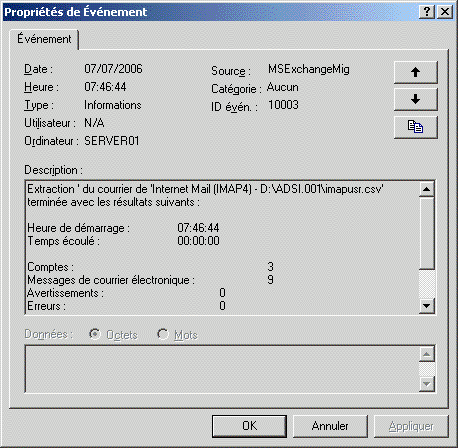 Propriétés de Événement
Événement
Date : 07/07/2006 Source : MSExchangeMig
Heure : 07:46:44 Catégorie : Aucun
Type : Informations ID évén. : 10003
Utilisateur : N/A
Ordinateur : SERVER01
Description :
Extraction ' du courrier de 'Internet Mail (IMAP4) - D:\ADSI.001\imapusr.csv'
terminée avec les résultats suivants :
Heure de démarrage : 07:46:44
Temps écoulé : 00:00:00
Comptes : 3
Messages de courrier électronique : 9
Avertissements : 0
Erreurs : 0
Données : Octets Mots
OK Annuler Appliquer